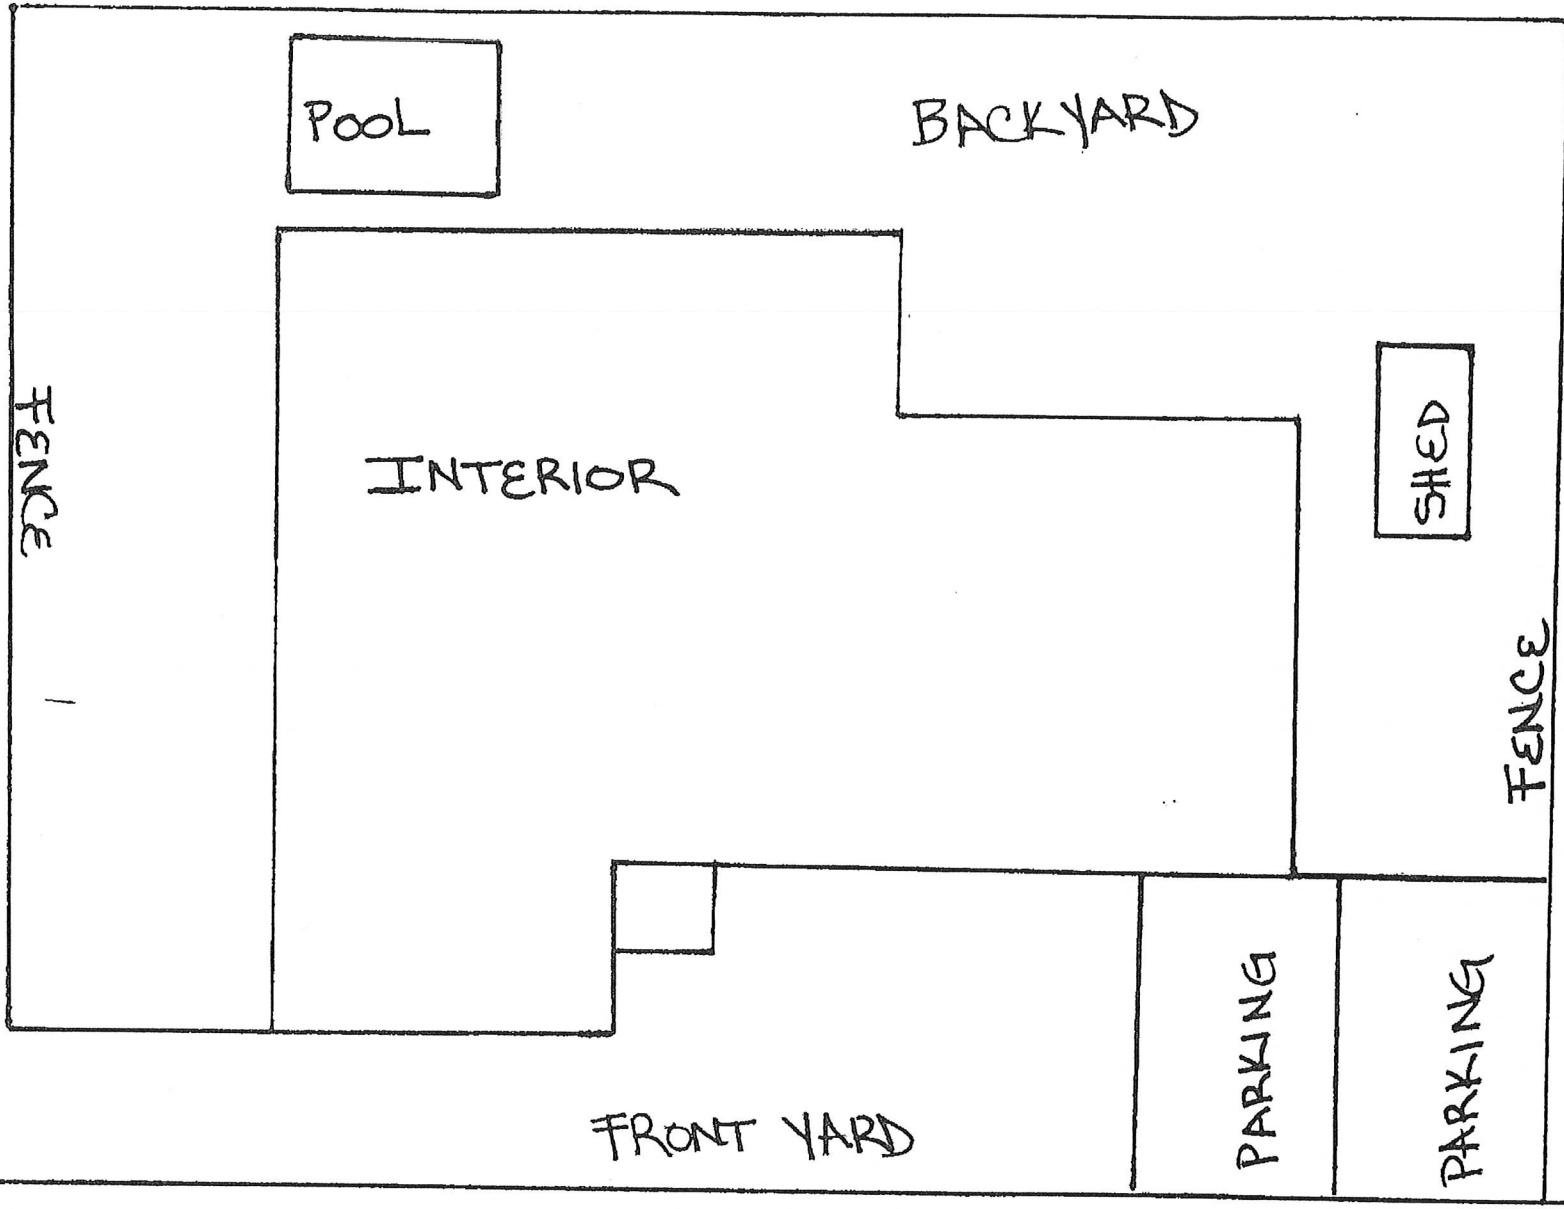 POOL
BACKYARD
FENCE
INTERIOR
SHED
FENCE
PARKING
PARKING
FRONT YARD